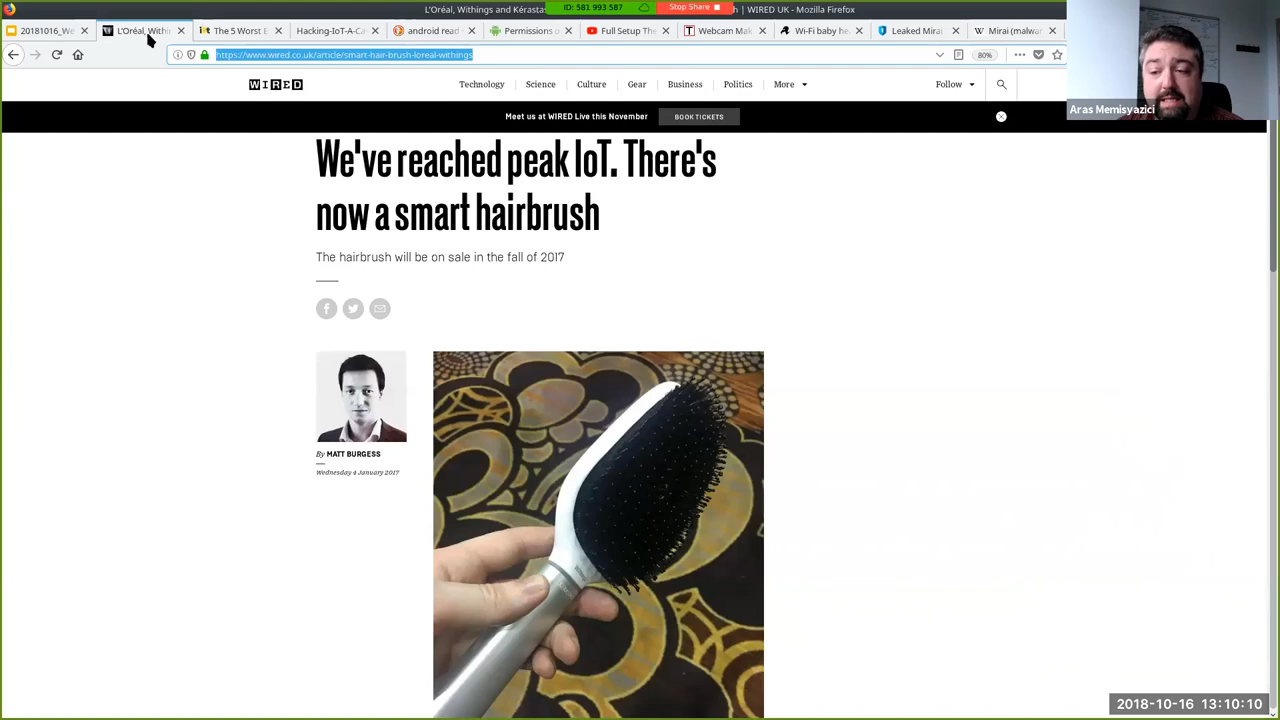 L'Oréal, Withings and Kérasta
ID: 581 993 587
Stop Share
h | WIRED UK - Mozilla Firefox
20181016_We
L'Oréal, Withi
The 5 Worst E
Hacking-IoT-A-Ca
android read
Permissions o
Full Setup The
Webcam Mak
Wi-Fi baby he
Leaked Mirai
Mirai (malwar
https://www.wired.co.uk/article/smart-hair-brush-loreal-withings
80%
WIRED
Technology
Science
Culture
Gear
Business
Politics
More
Follow
Aras Memisyazici
Meet us at WIRED Live this November
BOOK TICKETS
We've reached peak IoT. There's
now a smart hairbrush
The hairbrush will be on sale in the fall of 2017
By MATT BURGESS
Wednesday 4 January 2017
2018-10-16 13:10:10